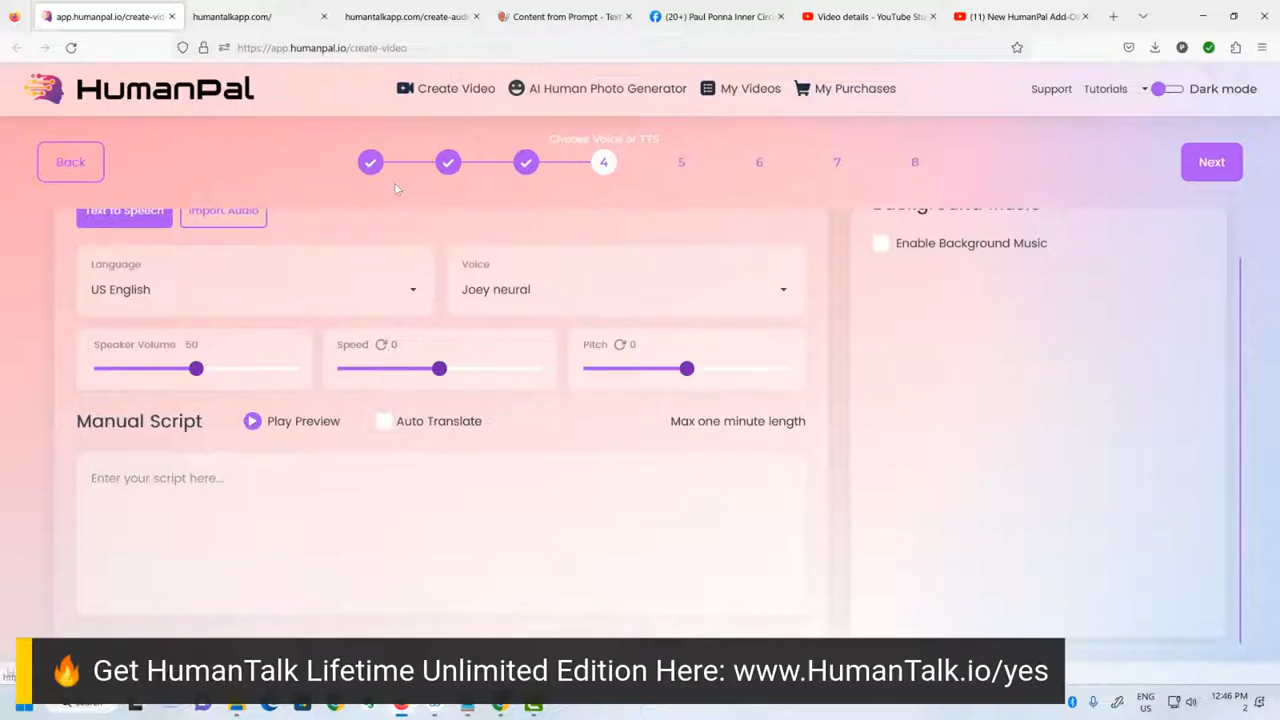 app.humanpal.io/create-vi
humantalkapp.com/
humantalkapp.com/create-audi
Content from Prompt - Text
(20+) Paul Ponna Inner Circ
Video details - YouTube Stu
(11) New HumanPal Add-O
https://app.humanpal.io/create-video
HumanPal
Create Video
AI Human Photo Generator
My Videos
My Purchases
Support
Tutorials
Dark mode
Choose Voice or TTS
Back
4
5
6
7
8
Next
Text to Speech
Import Audio
Background Music
Enable Background Music
Language
US English
Voice
Joey neural
Speaker Volume 50
Speed 0
Pitch 0
Manual Script
Play Preview
Auto Translate
Max one minute length
Enter your script here...
🔥 Get HumanTalk Lifetime Unlimited Edition Here: www.HumanTalk.io/yes
Search
ENG
12:46 PM